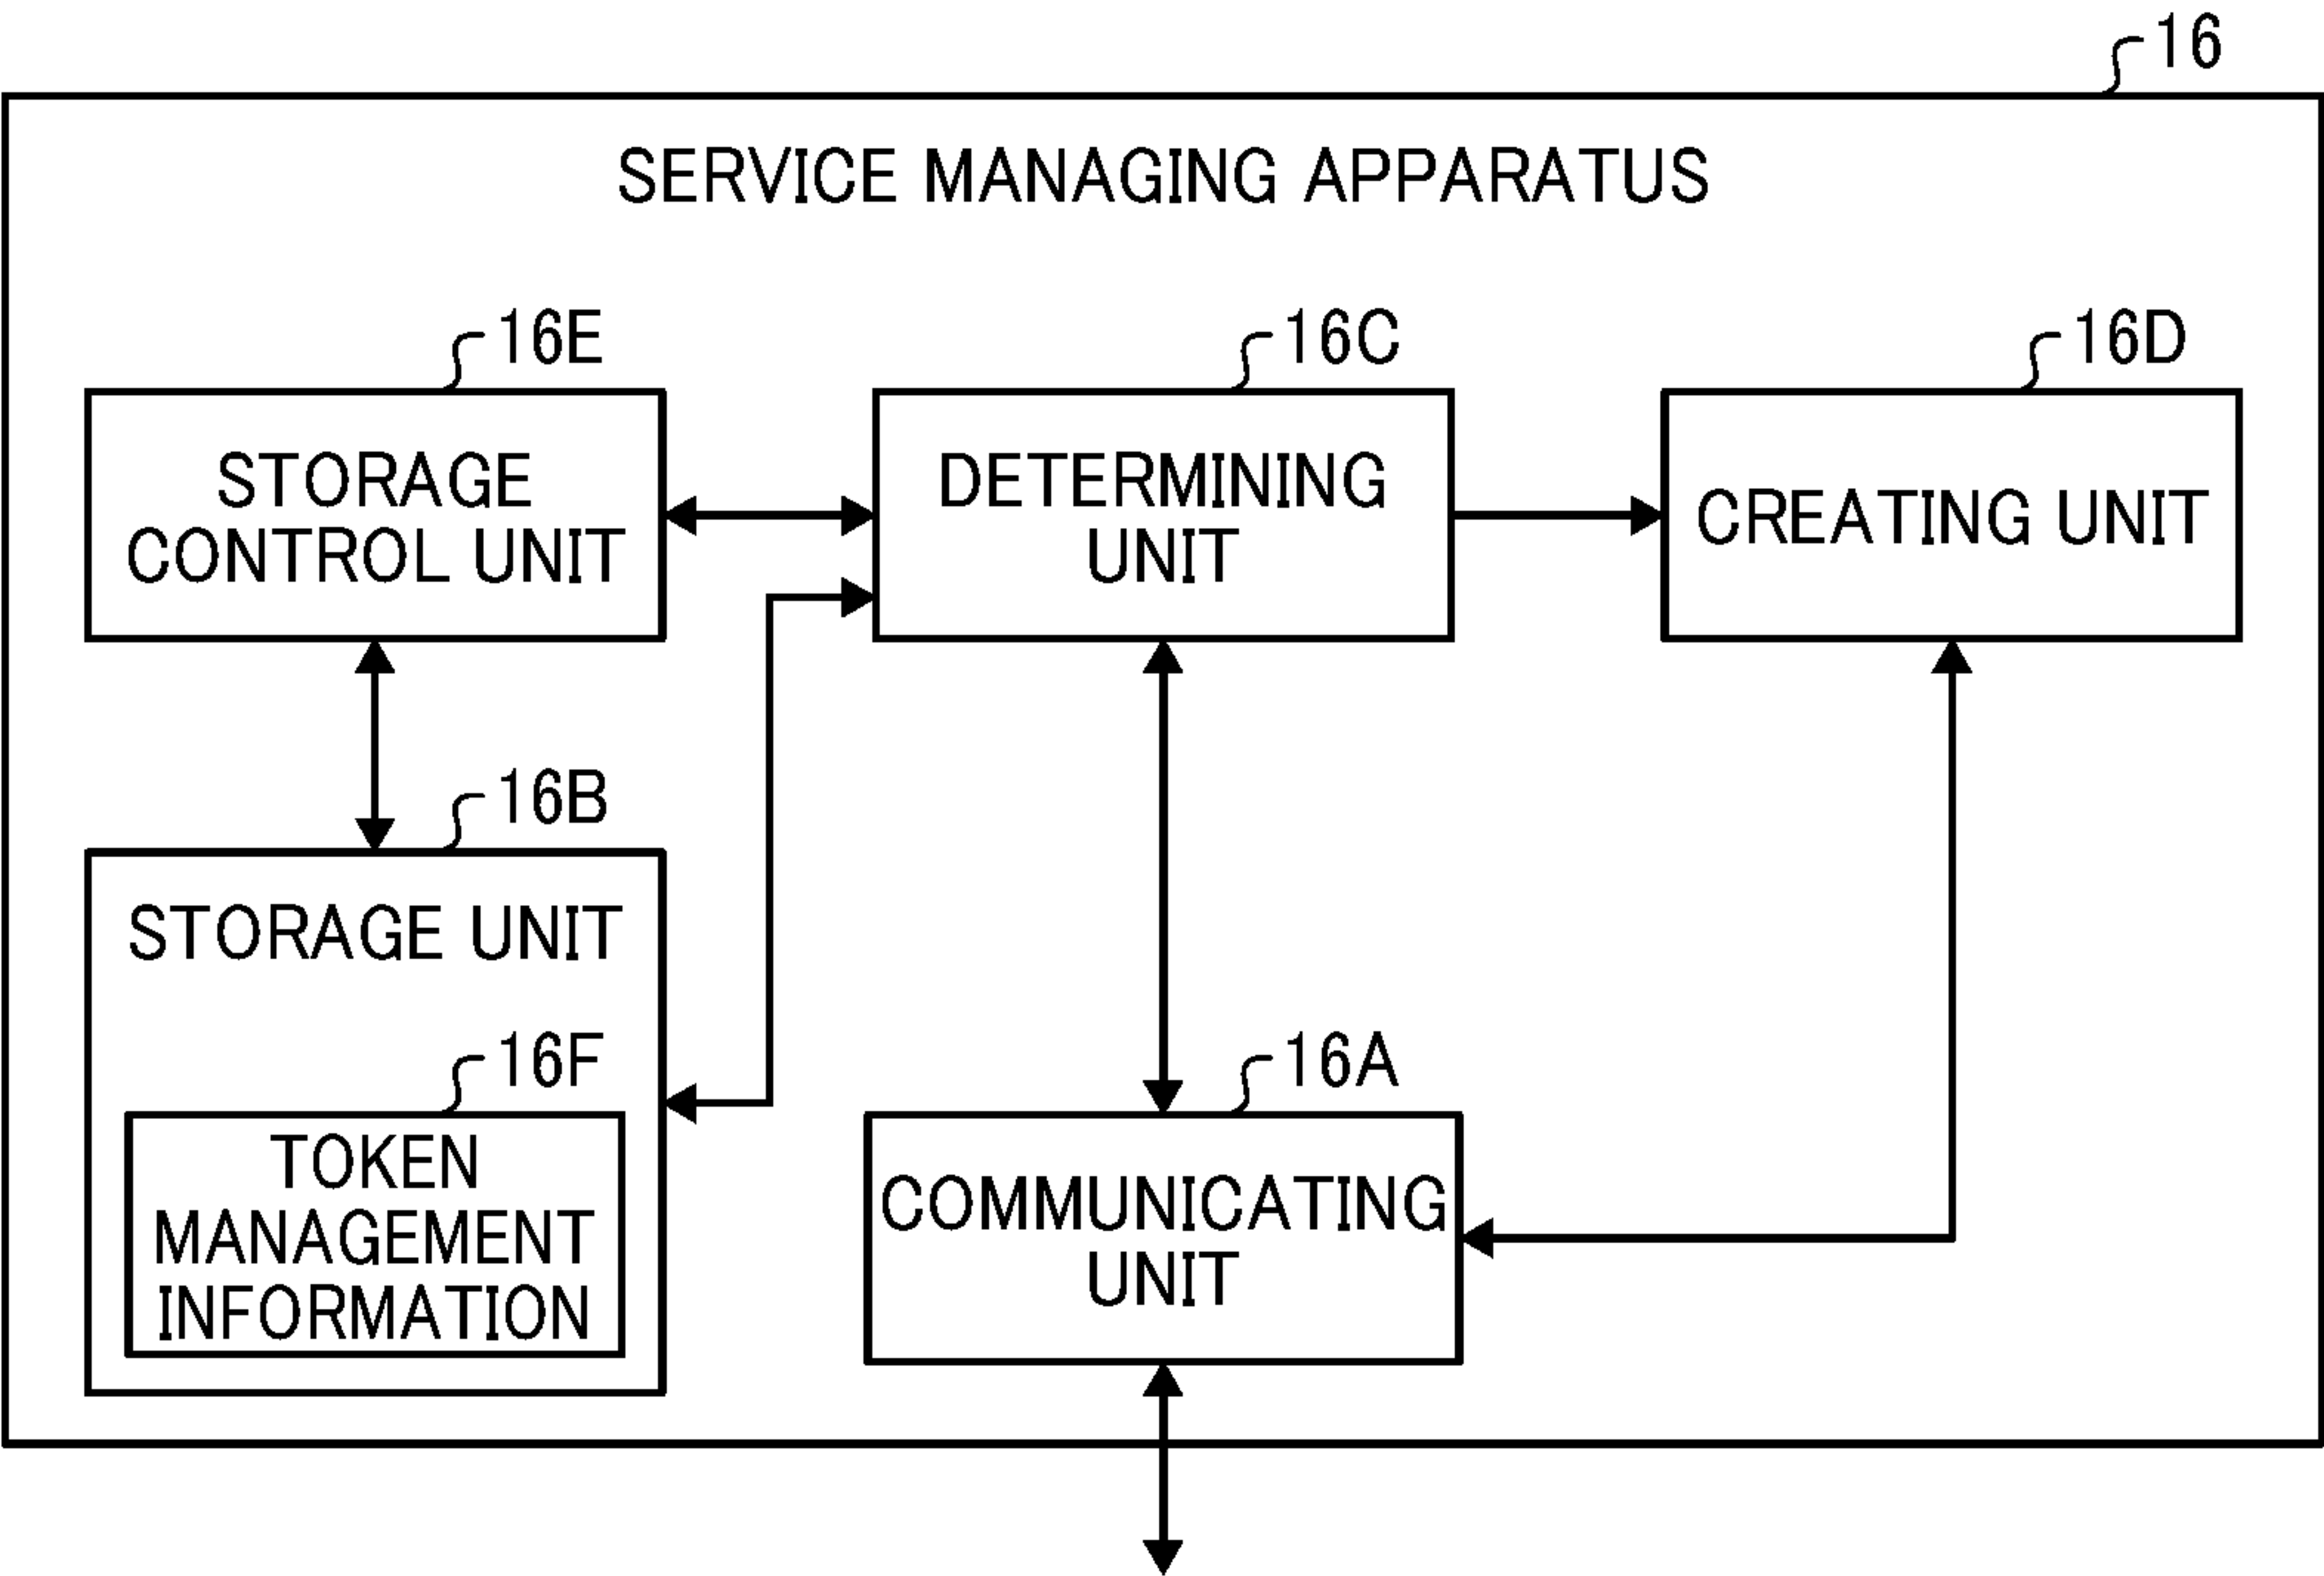 16
SERVICE MANAGING APPARATUS
16E
STORAGE
CONTROL UNIT
16C
DETERMINING
UNIT
16D
CREATING UNIT
16B
STORAGE UNIT
16F
TOKEN
MANAGEMENT
INFORMATION
16A
COMMUNICATING
UNIT